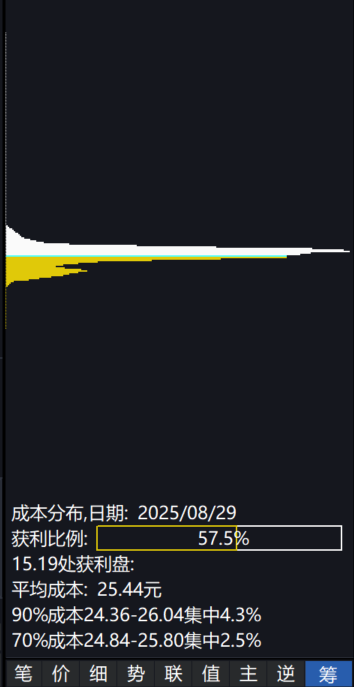 成本分布,日期: 2025/08/29
获利比例: 57.5%
15.19处获利盘:
平均成本: 25.44元
90%成本24.36-26.04集中4.3%
70%成本24.84-25.80集中2.5%
笔 价 细 势 联 值 主 逆 筹